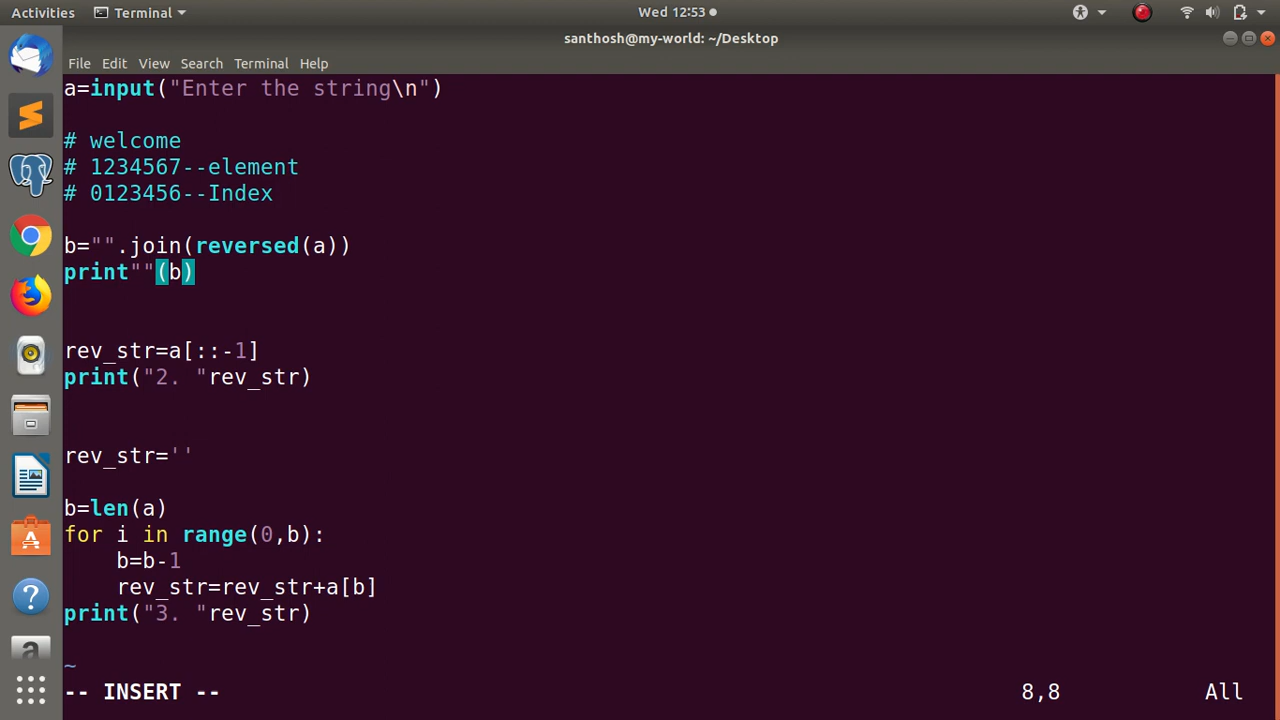 Activities Terminal Wed 12:53
santhosh@my-world: ~/Desktop
File Edit View Search Terminal Help
a=input("Enter the string\n")
# welcome
# 1234567--element
# 0123456--Index
b="".join(reversed(a))
print""(b)
rev_str=a[::-1]
print("2. "rev_str)
rev_str=''
b=len(a)
for i in range(0,b):
    b=b-1
    rev_str=rev_str+a[b]
print("3. "rev_str)
~
-- INSERT -- 8,8 All